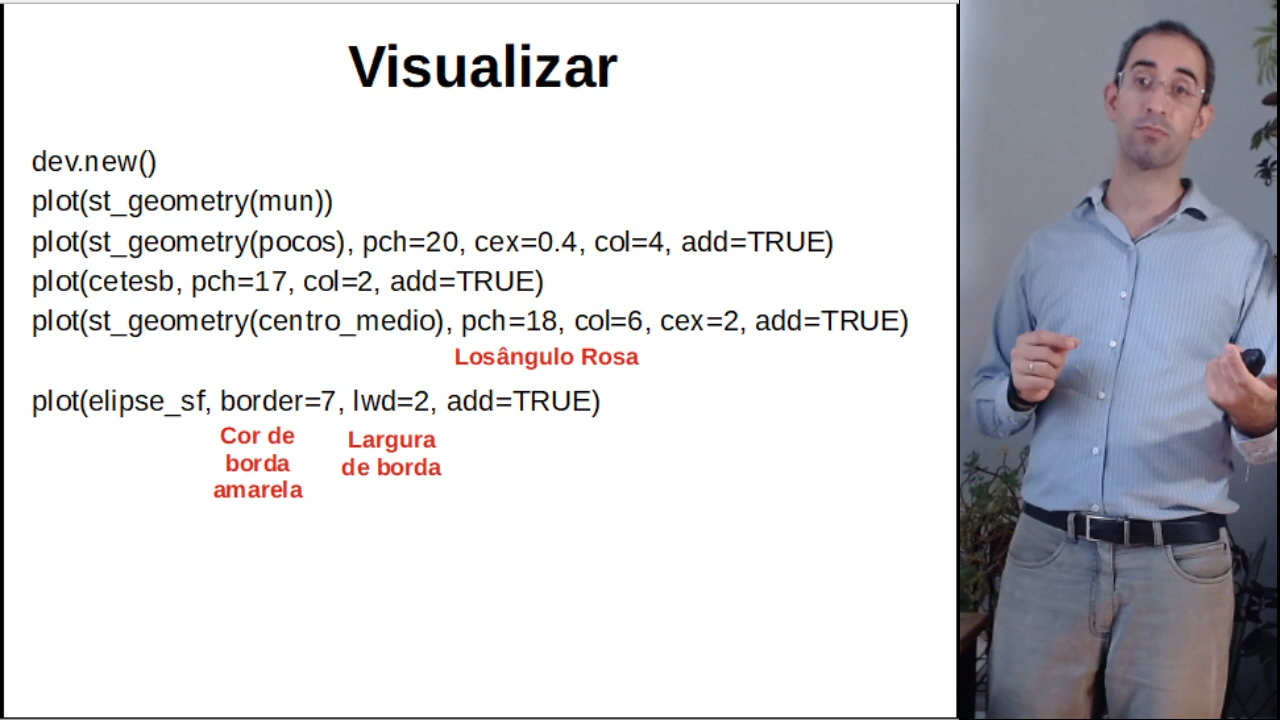 Visualizar
dev.new()
plot(st_geometry(mun))
plot(st_geometry(pocos), pch=20, cex=0.4, col=4, add=TRUE)
plot(cetesb, pch=17, col=2, add=TRUE)
plot(st_geometry(centro_medio), pch=18, col=6, cex=2, add=TRUE)
Losângulo Rosa
plot(elipse_sf, border=7, lwd=2, add=TRUE)
Cor de
borda
amarela
Largura
de borda